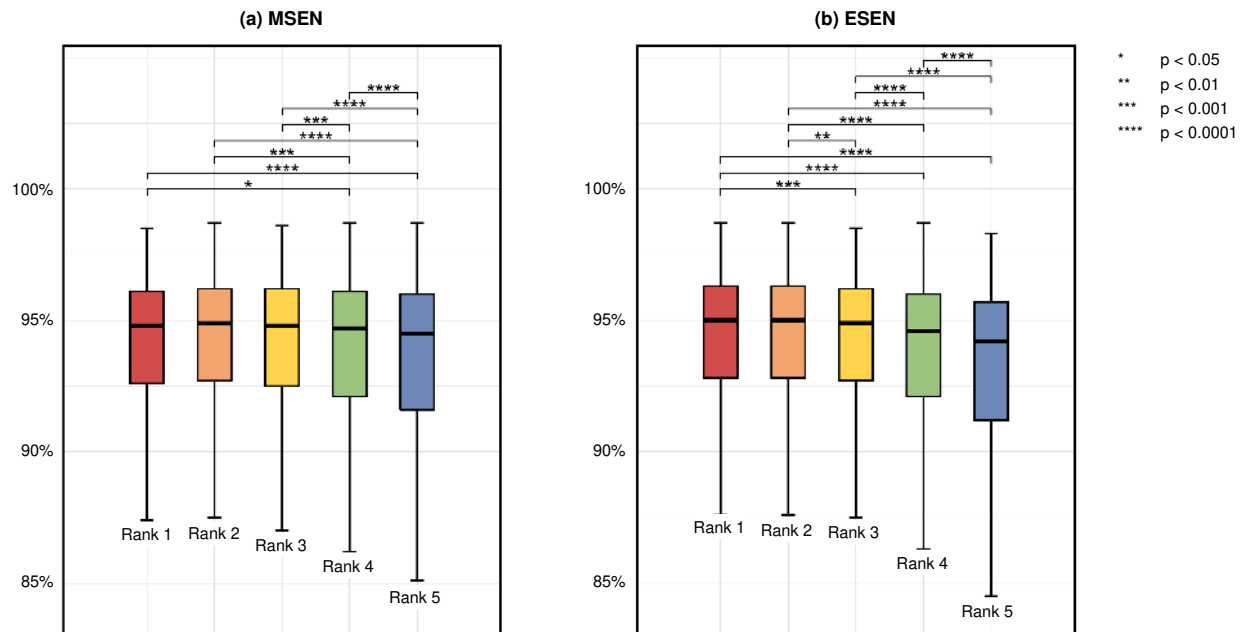 (a) MSEN
(b) ESEN
* p < 0.05
** p < 0.01
*** p < 0.001
**** p < 0.0001
****
****
***
****
***
****
*
****
****
****
****
****
**
****
****
***
100%
95%
90%
85%
Rank 1
Rank 2
Rank 3
Rank 4
Rank 5
100%
95%
90%
85%
Rank 1
Rank 2
Rank 3
Rank 4
Rank 5